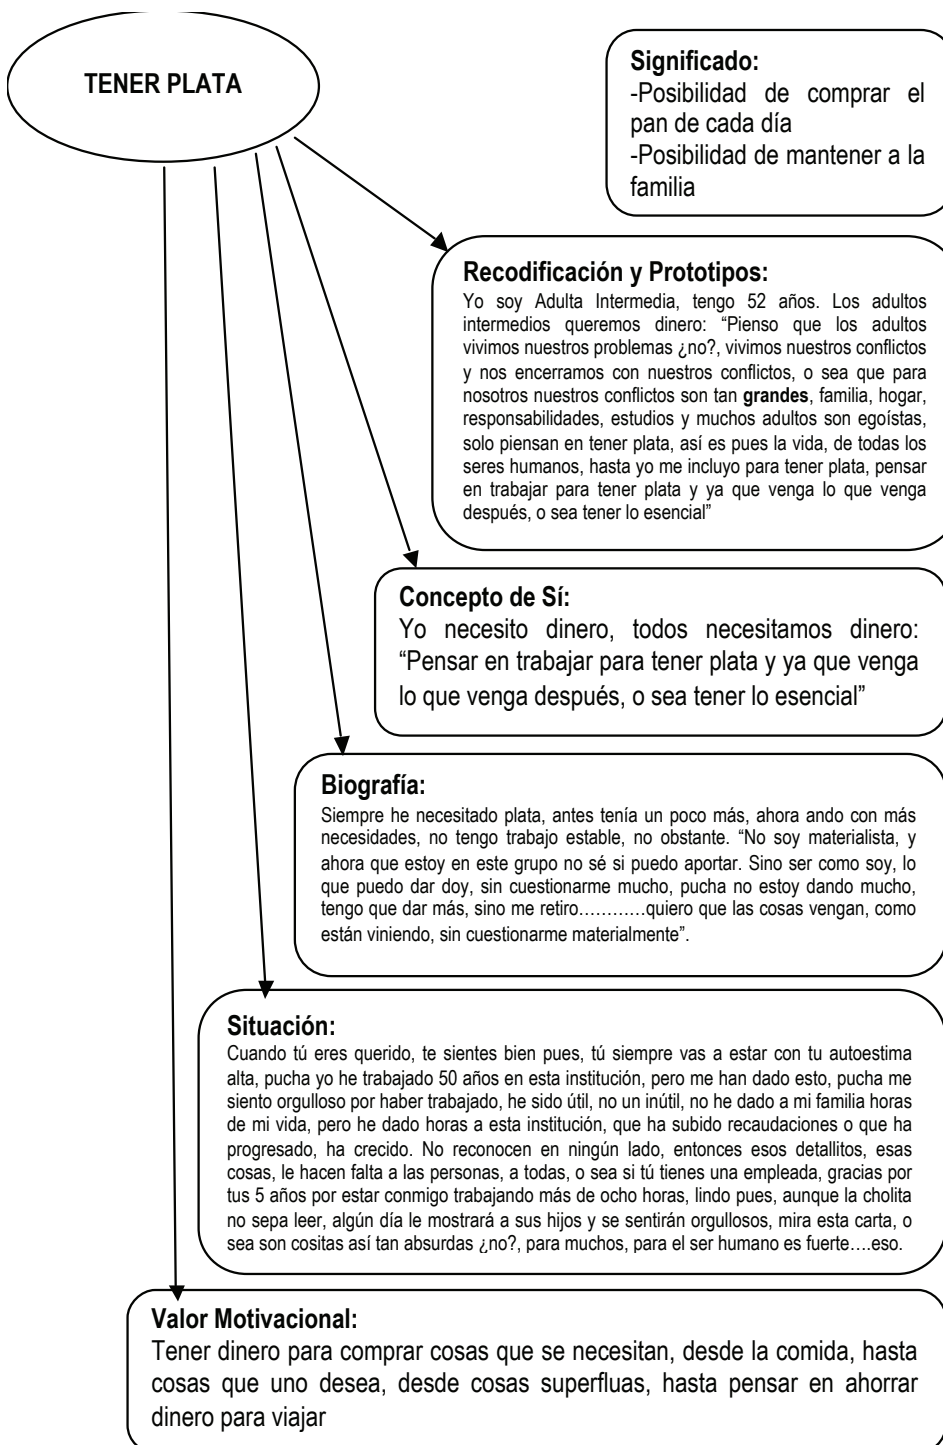 TENER PLATA
Significado:
-Posibilidad de comprar el
pan de cada día
-Posibilidad de mantener a la
familia
Recodificación y Prototipos:
Yo soy Adulta Intermedia, tengo 52 años. Los adultos
intermedios queremos dinero: “Pienso que los adultos
vivimos nuestros problemas ¿no?, vivimos nuestros conflictos
y nos encerramos con nuestros conflictos, o sea que para
nosotros nuestros conflictos son tan grandes, familia, hogar,
responsabilidades, estudios y muchos adultos son egoístas,
solo piensan en tener plata, así es pues la vida, de todas los
seres humanos, hasta yo me incluyo para tener plata, pensar
en trabajar para tener plata y ya que venga lo que venga
después, o sea tener lo esencial”
Concepto de Sí:
Yo necesito dinero, todos necesitamos dinero:
“Pensar en trabajar para tener plata y ya que venga
lo que venga después, o sea tener lo esencial”
Biografía:
Siempre he necesitado plata, antes tenía un poco más, ahora ando con más
necesidades, no tengo trabajo estable, no obstante. “No soy materialista, y
ahora que estoy en este grupo no sé si puedo aportar. Sino ser como soy, lo
que puedo dar doy, sin cuestionarme mucho, pucha no estoy dando mucho,
tengo que dar más, sino me retiro…………quiero que las cosas vengan, como
están viniendo, sin cuestionarme materialmente”.
Situación:
Cuando tú eres querido, te sientes bien pues, tú siempre vas a estar con tu autoestima
alta, pucha yo he trabajado 50 años en esta institución, pero me han dado esto, pucha me
siento orgulloso por haber trabajado, he sido útil, no un inútil, no he dado a mi familia horas
de mi vida, pero he dado horas a esta institución, que ha subido recaudaciones o que ha
progresado, ha crecido. No reconocen en ningún lado, entonces esos detallitos, esas
cosas, le hacen falta a las personas, a todas, o sea si tú tienes una empleada, gracias por
tus 5 años por estar conmigo trabajando más de ocho horas, lindo pues, aunque la cholita
no sepa leer, algún día le mostrará a sus hijos y se sentirán orgullosos, mira esta carta, o
sea son cositas así tan absurdas ¿no?, para muchos, para el ser humano es fuerte….eso.
Valor Motivacional:
Tener dinero para comprar cosas que se necesitan, desde la comida, hasta
cosas que uno desea, desde cosas superfluas, hasta pensar en ahorrar
dinero para viajar